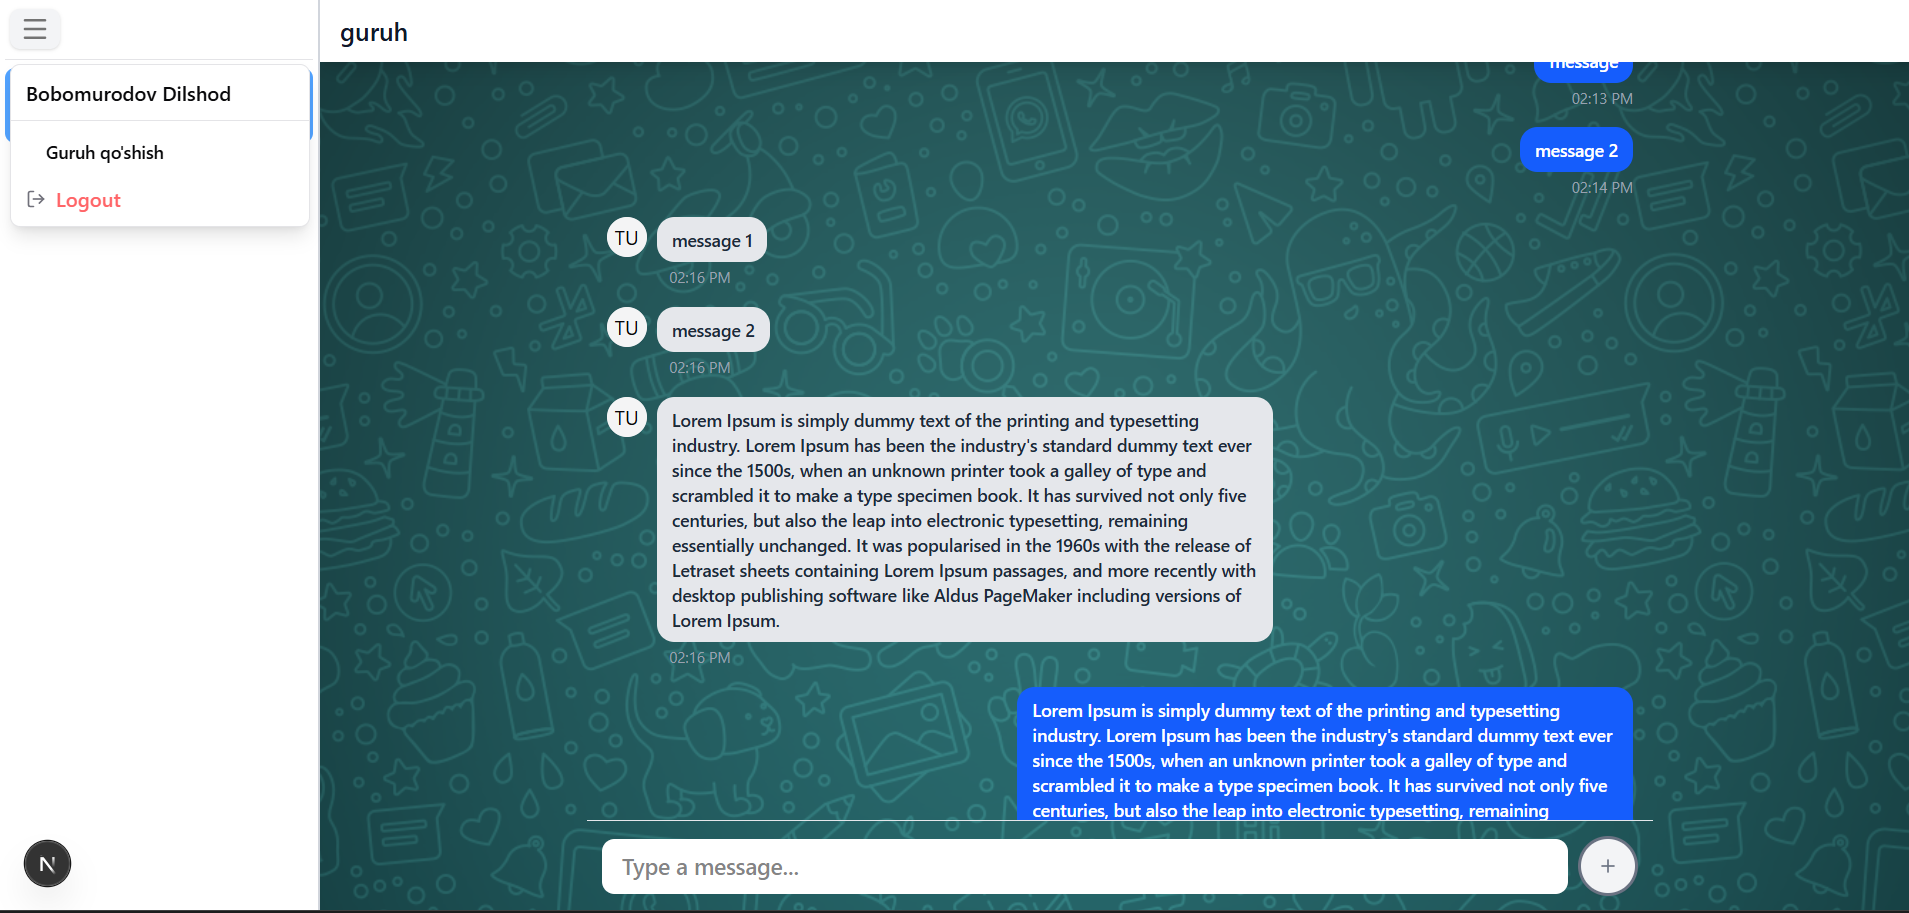 guruh
Bobomurodov Dilshod
Guruh qo'shish
Logout
message
02:13 PM
message 2
02:14 PM
TU
message 1
02:16 PM
TU
message 2
02:16 PM
TU
Lorem Ipsum is simply dummy text of the printing and typesetting
industry. Lorem Ipsum has been the industry's standard dummy text ever
since the 1500s, when an unknown printer took a galley of type and
scrambled it to make a type specimen book. It has survived not only five
centuries, but also the leap into electronic typesetting, remaining
essentially unchanged. It was popularised in the 1960s with the release of
Letraset sheets containing Lorem Ipsum passages, and more recently with
desktop publishing software like Aldus PageMaker including versions of
Lorem Ipsum.
02:16 PM
Lorem Ipsum is simply dummy text of the printing and typesetting
industry. Lorem Ipsum has been the industry's standard dummy text ever
since the 1500s, when an unknown printer took a galley of type and
scrambled it to make a type specimen book. It has survived not only five
centuries, but also the leap into electronic typesetting, remaining
Type a message...
+
N